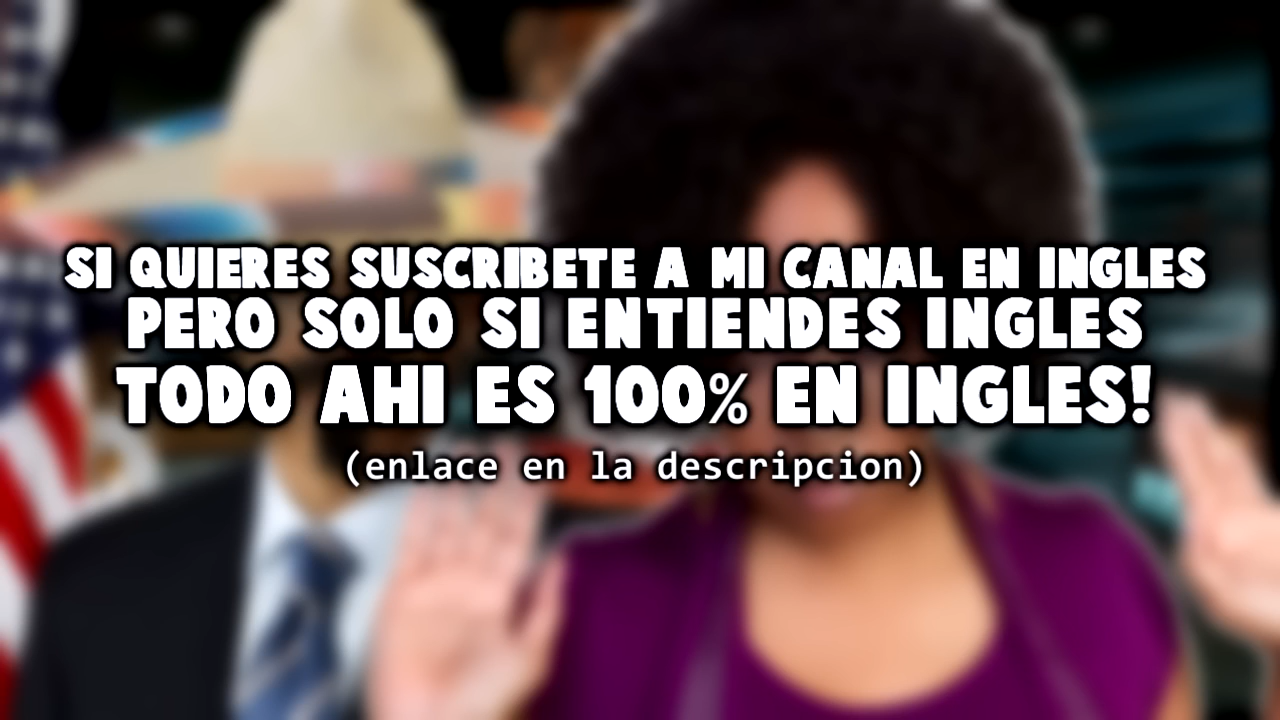 SI QUIERES SUSCRIBETE A MI CANAL EN INGLES
PERO SOLO SI ENTIENDES INGLES
TODO AHI ES 100% EN INGLES!
(enlace en la descripcion)